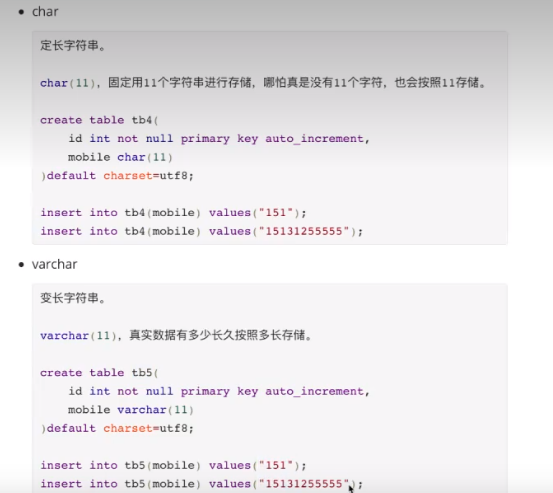 char
定长字符串。
char(11)，固定用11个字符串进行存储，哪怕真是没有11个字符，也会按照11存储。
create table tb4(
id int not null primary key auto_increment,
mobile char(11)
)default charset=utf8;
insert into tb4(mobile) values("151");
insert into tb4(mobile) values("15131255555");
varchar
变长字符串。
varchar(11)，真实数据有多少长久按照多长存储。
create table tb5(
id int not null primary key auto_increment,
mobile varchar(11)
)default charset=utf8;
insert into tb5(mobile) values("151");
insert into tb5(mobile) values("15131255555");